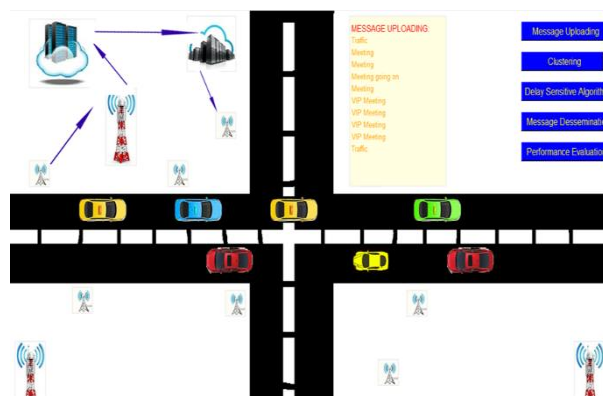 MESSAGE UPLOADING:
Traffic
Meeting
Meeting
Meeting going on
Meeting
VIP Meeting
VIP Meeting
VIP Meeting
VIP Meeting
Traffic
Message Uploading
Clustering
Delay Sensitive Algorithm
Message Dessemination
Performance Evaluation